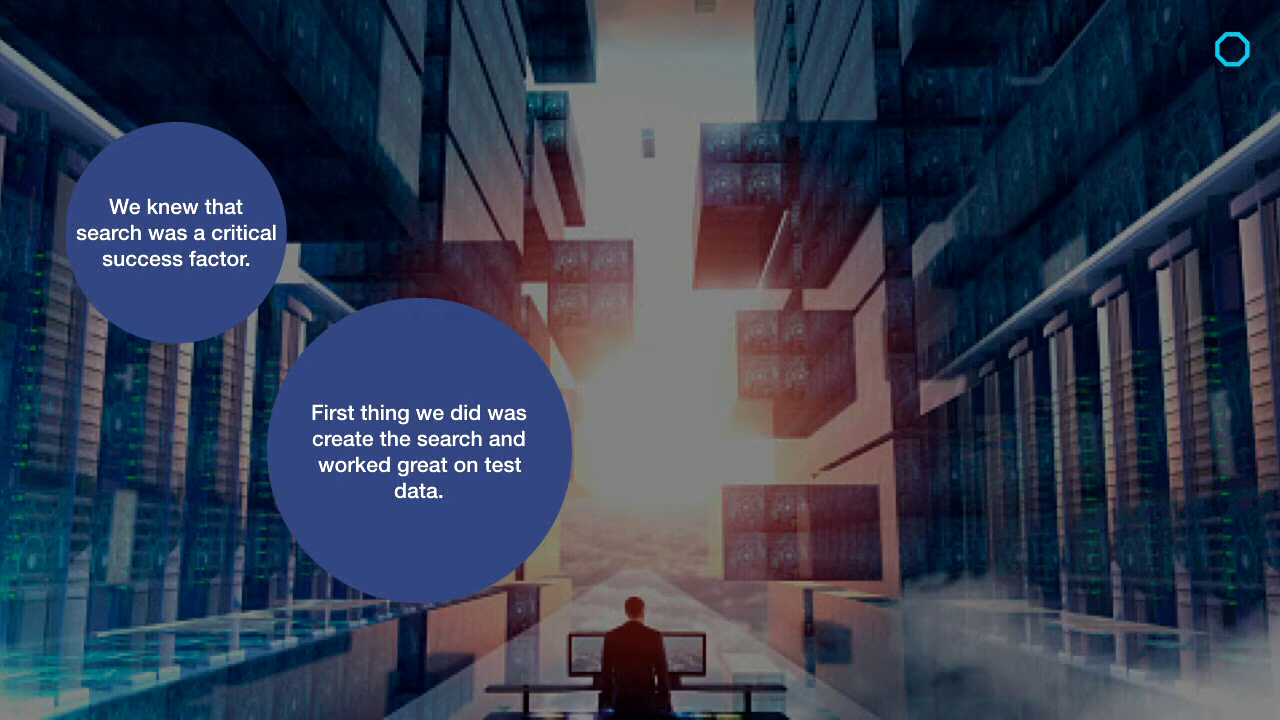 We knew that
search was a critical
success factor.
First thing we did was
create the search and
worked great on test
data.